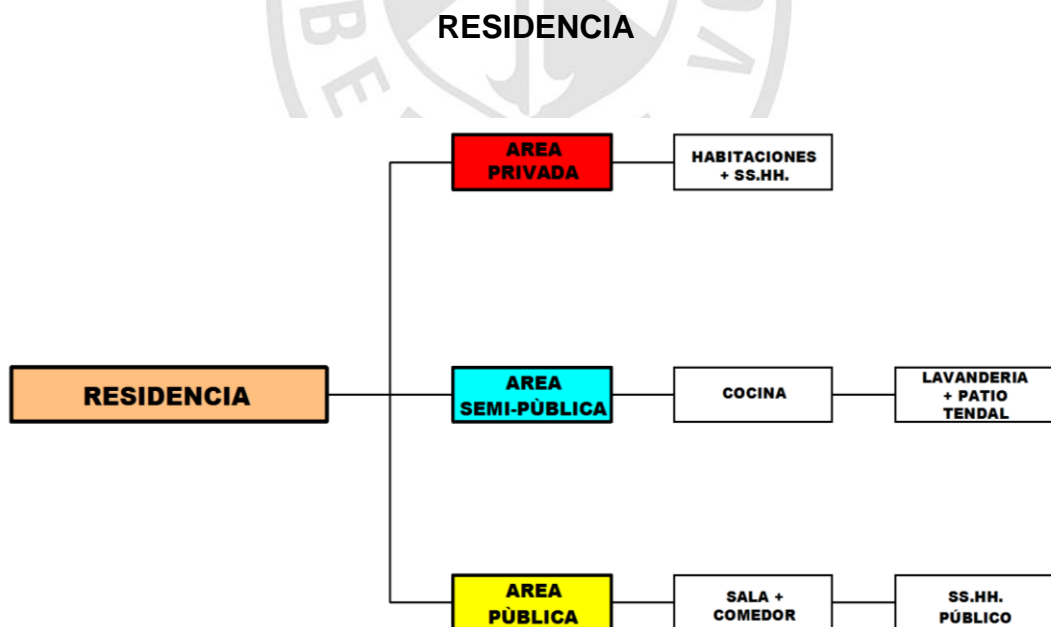 RESIDENCIA
AREA
PRIVADA
HABITACIONES
+ SS.HH.
RESIDENCIA
AREA
SEMI-PÙBLICA
COCINA
LAVANDERIA
+ PATIO
TENDAL
AREA
PÙBLICA
SALA +
COMEDOR
SS.HH.
PÚBLICO